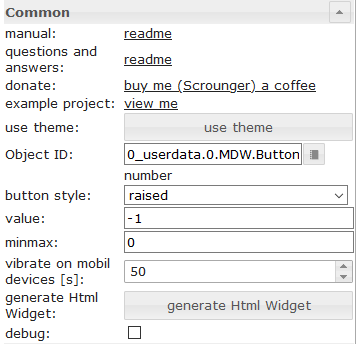 Common
manual: readme
questions and
answers: readme
donate: buy me (Scrounger) a coffee
example project: view me
use theme: use theme
Object ID: 0_userdata.0.MDW.Button
number
button style: raised
value: -1
minmax: 0
vibrate on mobil
devices [s]: 50
generate Html
Widget: generate Html Widget
debug: